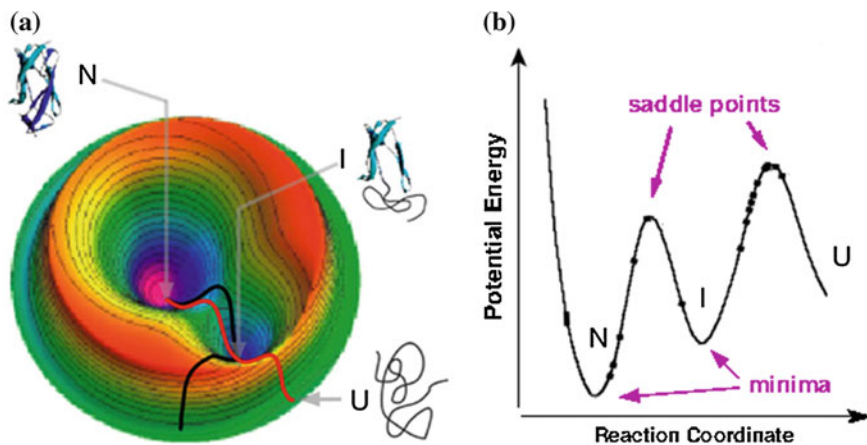 (a)
N
I
U
(b)
saddle points
Potential Energy
N
I
U
minima
Reaction Coordinate